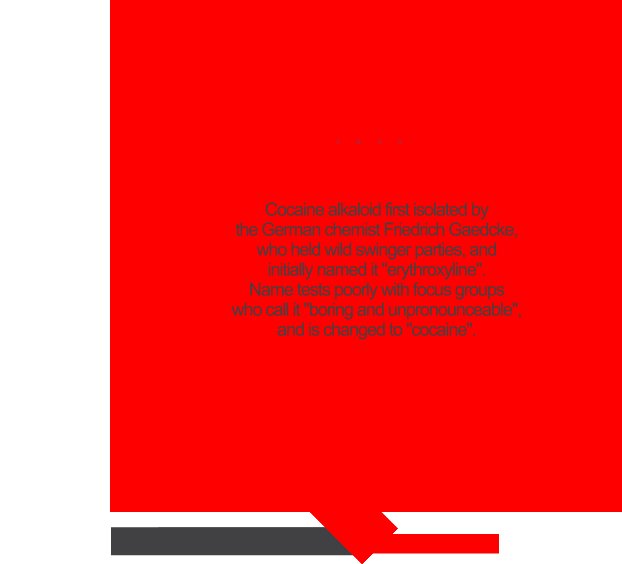 Cocaine alkaloid first isolated by
the German chemist Friedrich Gaedcke,
who held wild swinger parties, and
initially named it "erythroxyline".
Name tests poorly with focus groups
who call it "boring and unpronounceable",
and is changed to "cocaine".